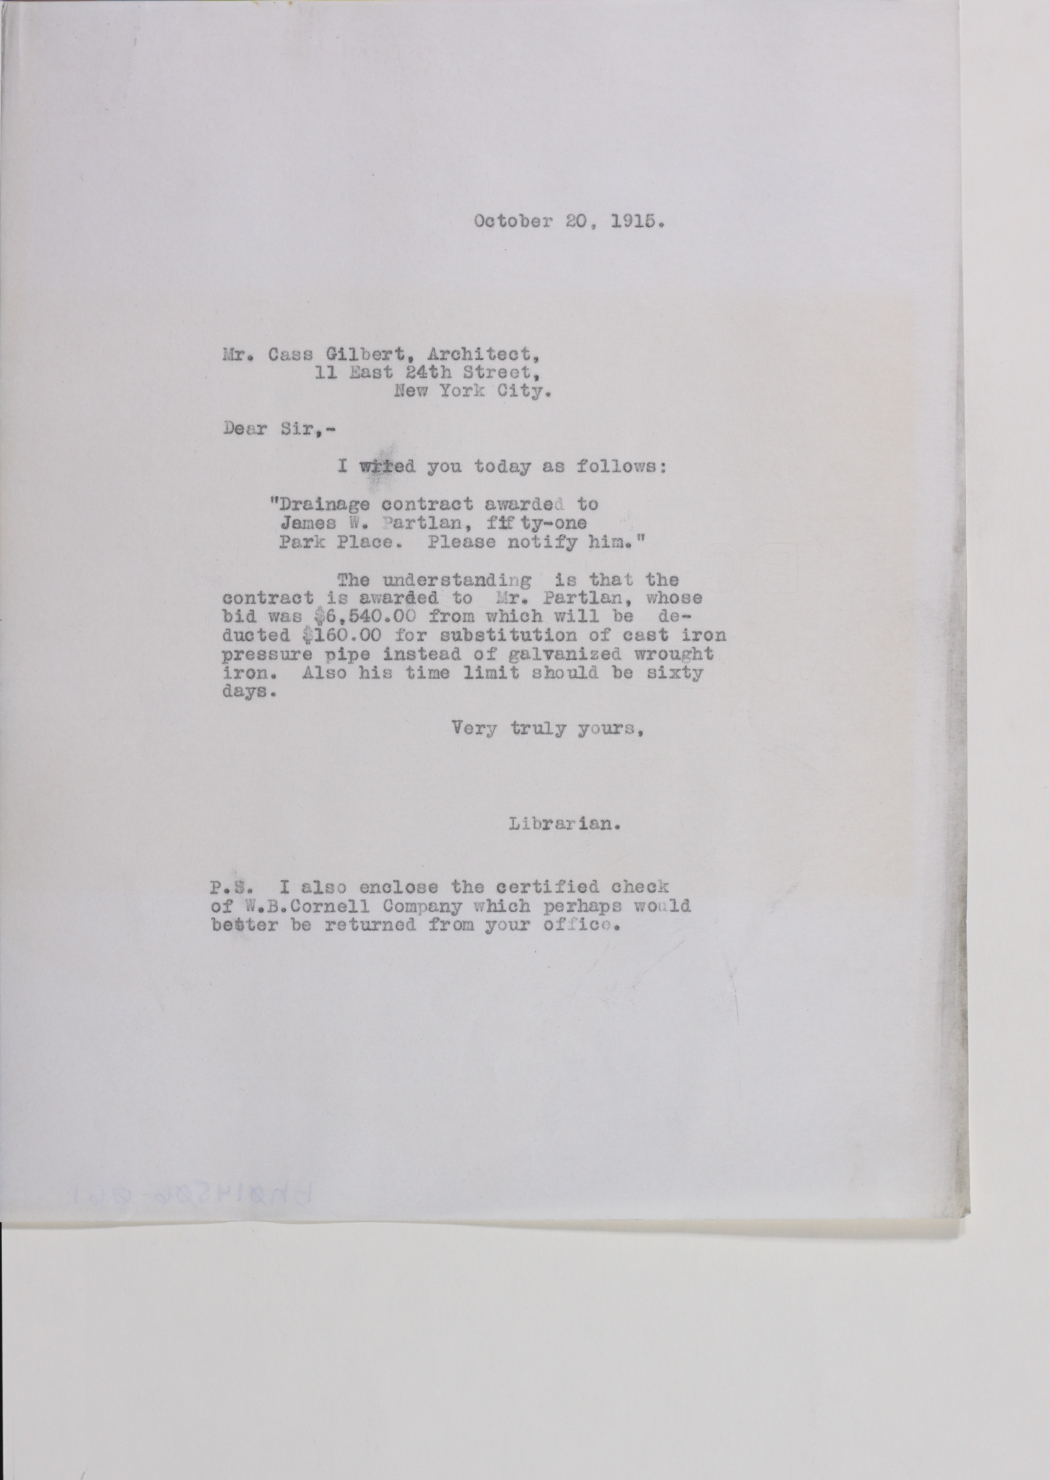 October 20, 1915.
Mr. Cass Gilbert, Architect,
11 East 24th Street,
New York City.
Dear Sir,-
I wired you today as follows:
"Drainage contract awarded to
James W. Partlan, fifty-one
Park Place. Please notify him."
The understanding is that the
contract is awarded to Mr. Partlan, whose
bid was $6,540.00 from which will be de-
ducted $160.00 for substitution of cast iron
pressure pipe instead of galvanized wrought
iron. Also his time limit should be sixty
days.
Very truly yours,
Librarian.
P.S. I also enclose the certified check
of W.B.Cornell Company which perhaps would
better be returned from your office.